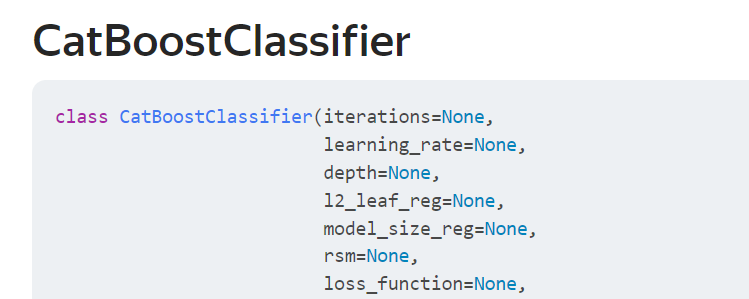 CatBoostClassifier
class CatBoostClassifier(iterations=None,
learning_rate=None,
depth=None,
l2_leaf_reg=None,
model_size_reg=None,
rsm=None,
loss_function=None,